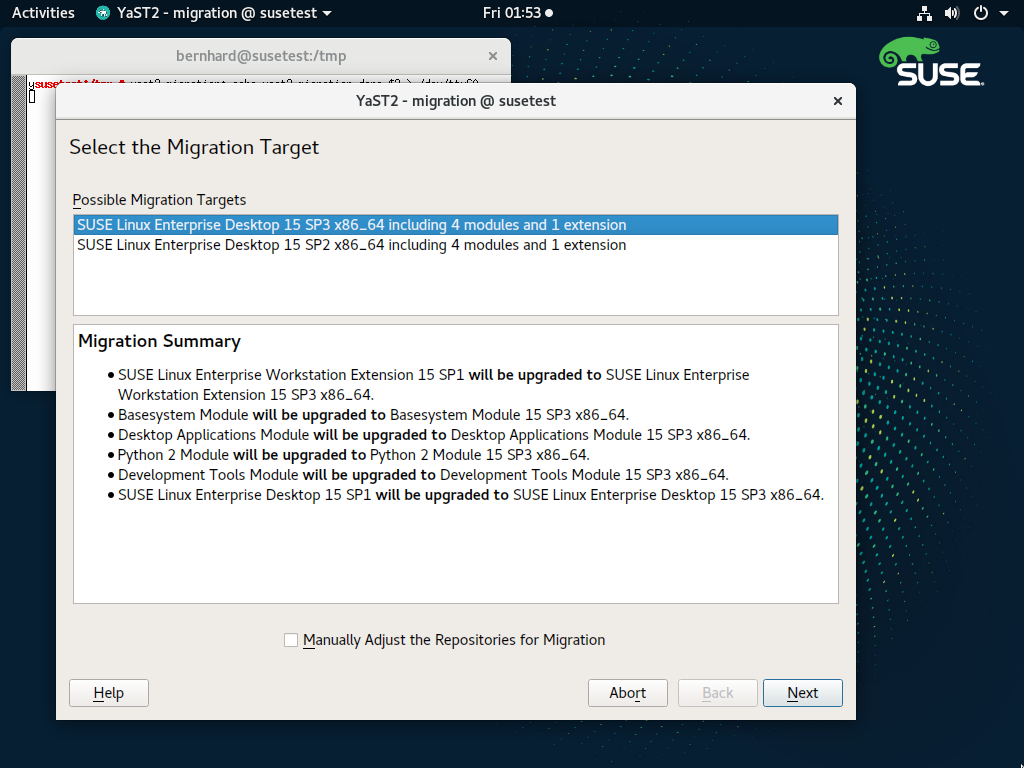 Activities YaST2 - migration @ susetest Fri 01:53
SUSE
bernhard@susetest:/tmp
YaST2 - migration @ susetest
Select the Migration Target
Possible Migration Targets
SUSE Linux Enterprise Desktop 15 SP3 x86_64 including 4 modules and 1 extension
SUSE Linux Enterprise Desktop 15 SP2 x86_64 including 4 modules and 1 extension
Migration Summary
• SUSE Linux Enterprise Workstation Extension 15 SP1 will be upgraded to SUSE Linux Enterprise
Workstation Extension 15 SP3 x86_64.
• Basesystem Module will be upgraded to Basesystem Module 15 SP3 x86_64.
• Desktop Applications Module will be upgraded to Desktop Applications Module 15 SP3 x86_64.
• Python 2 Module will be upgraded to Python 2 Module 15 SP3 x86_64.
• Development Tools Module will be upgraded to Development Tools Module 15 SP3 x86_64.
• SUSE Linux Enterprise Desktop 15 SP1 will be upgraded to SUSE Linux Enterprise Desktop 15 SP3 x86_64.
Manually Adjust the Repositories for Migration
Help Abort Back Next